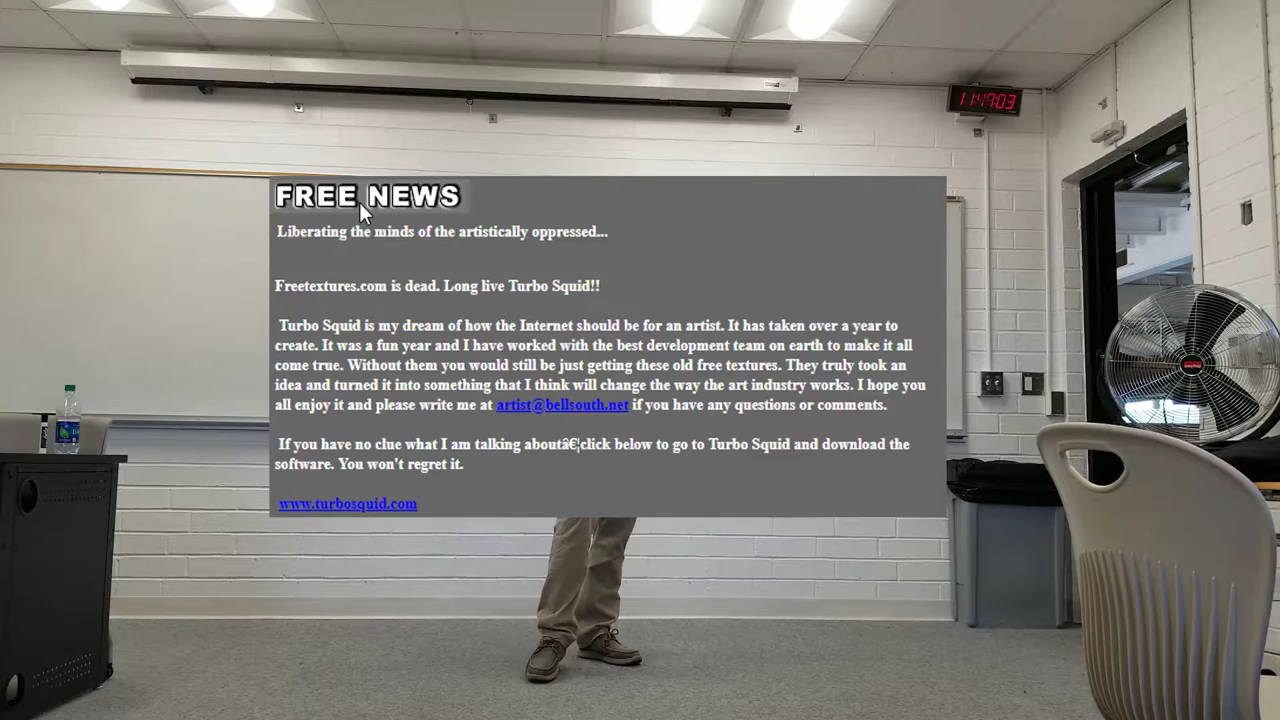 11:49:03
FREE NEWS
Liberating the minds of the artistically oppressed...
Freetextures.com is dead. Long live Turbo Squid!!
Turbo Squid is my dream of how the Internet should be for an artist. It has taken over a year to
create. It was a fun year and I have worked with the best development team on earth to make it all
come true. Without them you would still be just getting these old free textures. They truly took an
idea and turned it into something that I think will change the way the art industry works. I hope you
all enjoy it and please write me at artist@bellsouth.net if you have any questions or comments.
If you have no clue what I am talking aboutâ€¦click below to go to Turbo Squid and download the
software. You won't regret it.
www.turbosquid.com